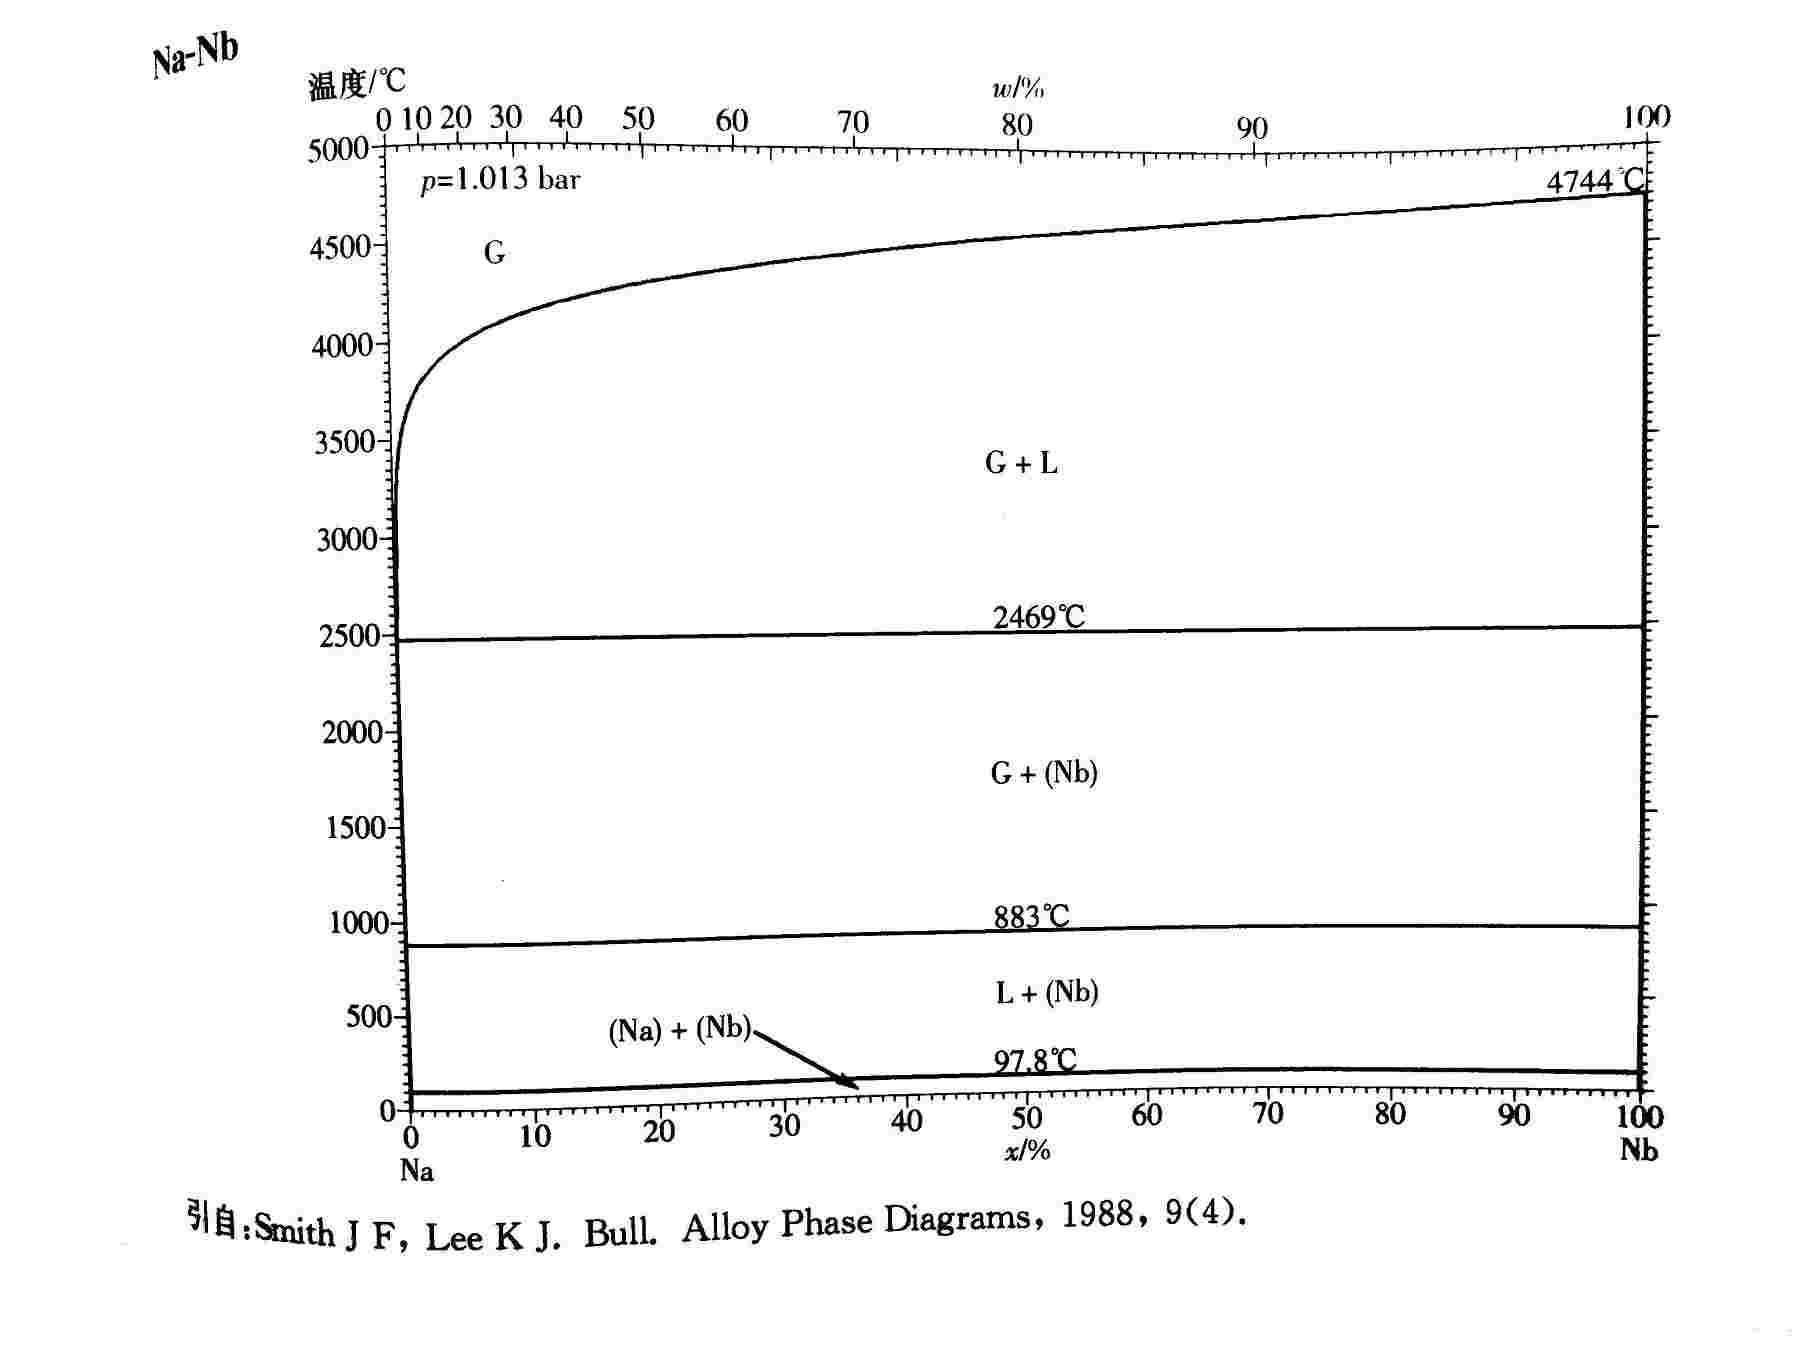 Na-Nb
温度/℃
w/%
0 10 20 30 40 50 60 70 80 90 100
5000
p=1.013 bar
4744℃
4500
G
4000
3500
G + L
3000
2469℃
2500
2000
G + (Nb)
1500
883℃
1000
L + (Nb)
500
(Na) + (Nb)
97.8℃
0
0 10 20 30 40 50 60 70 80 90 100
Na
x/%
Nb
引自:Smith J F, Lee K J. Bull. Alloy Phase Diagrams, 1988, 9(4).